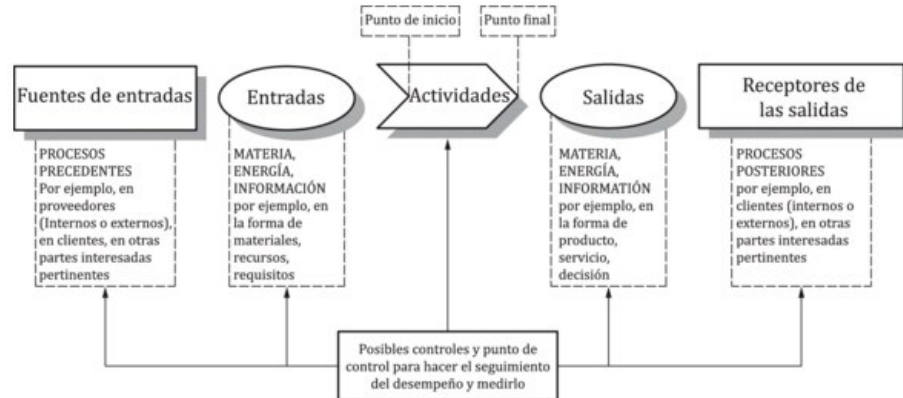 Punto de inicio
Punto final
Fuentes de entradas
Entradas
Actividades
Salidas
Receptores de
las salidas
PROCESOS
PRECEDENTES
Por ejemplo, en
proveedores
(Internos o externos),
en clientes, en otras
partes interesadas
pertinentes
MATERIA,
ENERGÍA,
INFORMACIÓN
por ejemplo, en
la forma de
materiales,
recursos,
requisitos
MATERIA,
ENERGÍA,
INFORMATIÓN
por ejemplo, en
la forma de
producto,
servicio,
decisión
PROCESOS
POSTERIORES
por ejemplo, en
clientes (internos o
externos), en otras
partes interesadas
pertinentes
Posibles controles y punto de
control para hacer el seguimiento
del desempeño y medirlo